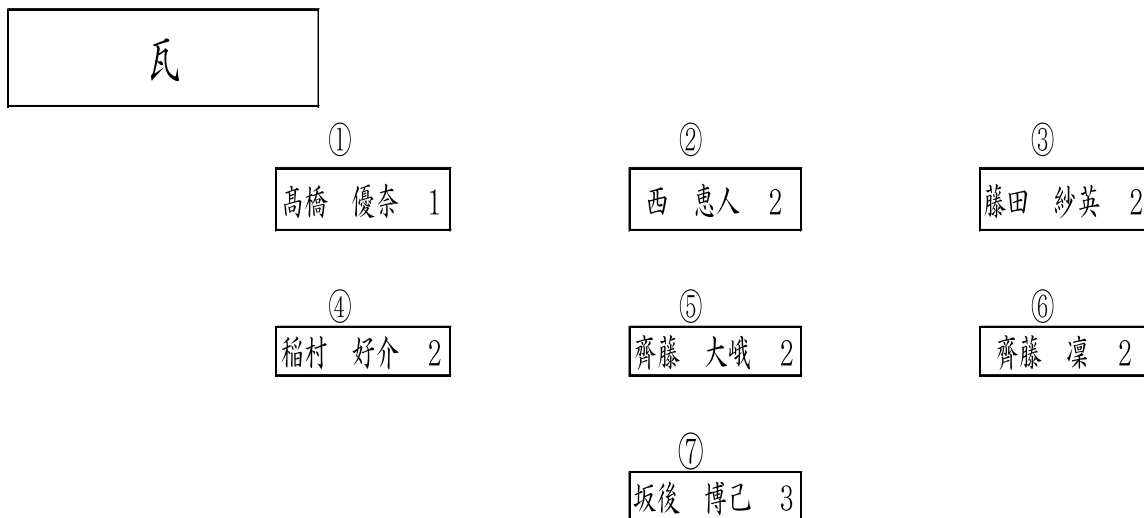 瓦
① ② ③
髙橋 優奈 1 西 恵人 2 藤田 紗英 2
④ ⑤ ⑥
稲村 好介 2 齊藤 大峨 2 齊藤 凜 2
⑦
坂後 博己 3